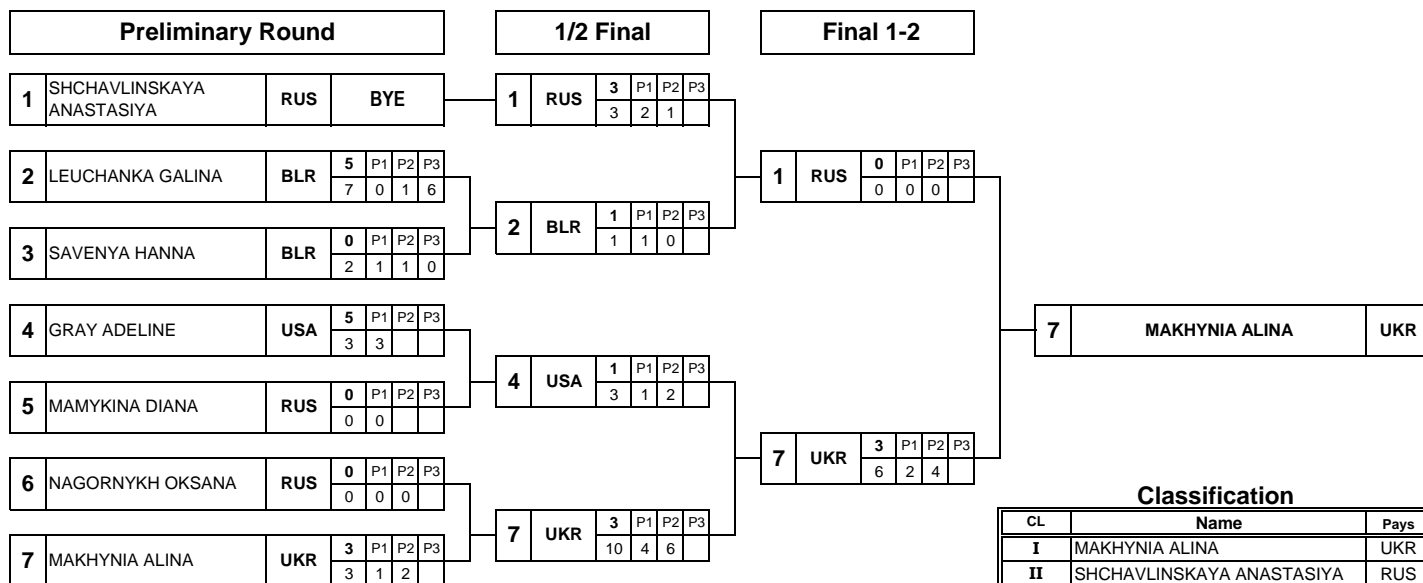 Preliminary Round 1/2 Final Final 1-2
1 SHCHAVLINSKAYA ANASTASIYA RUS BYE
1 RUS 3 P1 P2 P3
3 2 1
2 LEUCHANKA GALINA BLR 5 P1 P2 P3
7 0 1 6
1 RUS 0 P1 P2 P3
0 0 0
2 BLR 1 P1 P2 P3
1 1 0
3 SAVENYA HANNA BLR 0 P1 P2 P3
2 1 1 0
4 GRAY ADELINE USA 5 P1 P2 P3
3 3
7 MAKHYNIA ALINA UKR
4 USA 1 P1 P2 P3
3 1 2
5 MAMYKINA DIANA RUS 0 P1 P2 P3
0 0
7 UKR 3 P1 P2 P3
6 2 4
6 NAGORNYKH OKSANA RUS 0 P1 P2 P3
0 0 0
7 UKR 3 P1 P2 P3
10 4 6
7 MAKHYNIA ALINA UKR 3 P1 P2 P3
3 1 2
Classification
CL Name Pays
I MAKHYNIA ALINA UKR
II SHCHAVLINSKAYA ANASTASIYA RUS